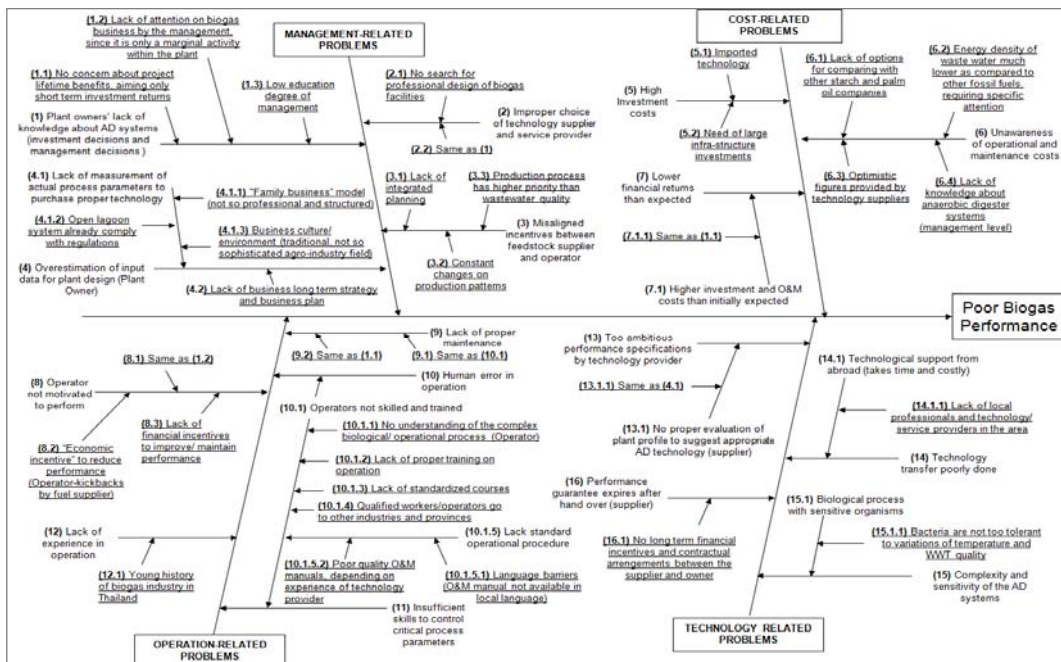 (1.2) Lack of attention on biogas
business by the management,
since it is only a marginal activity
within the plant
MANAGEMENT-RELATED
PROBLEMS
(1.1) No concern about project
lifetime benefits, aiming only
short term investment returns
(1.3) Low education
degree of
management
(2.1) No search for
professional design of biogas
facilities
(1) Plant owners' lack of
knowledge about AD systems
(investment decisions and
management decisions )
(2) Improper choice
of technology supplier
and service provider
(2.2) Same as (1)
(4.1) Lack of measurement of
actual process parameters to
purchase proper technology
(4.1.1) "Family business" model
(not so professional and structured)
(4.1.2) Open lagoon
system already comply
with regulations
(4.1.3) Business culture/
environment (traditional, not so
sophisticated agro-industry field)
(3.1) Lack of
integrated
planning
(3.3) Production
process has higher priority than
wastewater quality
(3) Misaligned
incentives between
feedstock supplier
and operator
(3.2) Constant
changes on
production patterns
(4) Overestimation of input
data for plant design (Plant
Owner)
(4.2) Lack of business long term strategy
and business plan
COST-RELATED
PROBLEMS
(5.1) Imported
technology
(5) High
Investment
costs
(5.2) Need of large
infra-structure
investments
(6.1) Lack of options
for comparing with
other starch and palm
oil companies
(6.2) Energy density of
waste water much
lower as compared to
other fossil fuels,
requiring specific
attention
(6) Unawareness
of operational and
maintenance costs
(6.3) Optimistic
figures provided by
technology suppliers
(6.4) Lack of
knowledge about
anaerobic digester
systems
(management level)
(7) Lower
financial returns
than expected
(7.1.1) Same as (1.1)
(7.1) Higher investment and O&M
costs than initially expected
Poor Biogas
Performance
(9) Lack of proper
maintenance
(9.2) Same as (1.1)
(9.1) Same as (10.1)
(8.1) Same as (1.2)
(8) Operator
not motivated
to perform
(8.2) "Economic
incentive" to reduce
performance
(Operator-kickbacks
by fuel supplier)
(8.3) Lack of
financial incentives
to improve/ maintain
performance
(10) Human error in
operation
(10.1) Operators not skilled and trained
(10.1.1) No understanding of the complex
biological/ operational process (Operator)
(10.1.2) Lack of proper training on
operation
(10.1.3) Lack of standardized courses
(10.1.4) Qualified workers/operators go
to other industries and provinces
(10.1.5) Lack standard
operational procedure
(10.1.5.2) Poor quality O&M
manuals, depending on
experience of technology
provider
(10.1.5.1) Language barriers
(O&M manual not available in
local language)
(12) Lack of
experience in
operation
(12.1) Young history
of biogas industry in
Thailand
(11) Insufficient
skills to control
critical process
parameters
OPERATION-RELATED
PROBLEMS
(13) Too ambitious
performance specifications
by technology provider
(13.1.1) Same as (4.1)
(13.1) No proper evaluation of
plant profile to suggest appropriate
AD technology (supplier)
(14.1) Technological support from
abroad (takes time and costly)
(14.1.1) Lack of local
professionals and technology/
service providers in the area
(14) Technology
transfer poorly done
(16) Performance
guarantee expires after
hand over (supplier)
(16.1) No long term financial
incentives and contractual
arrangements between
the supplier and owner
(15.1) Biological process
with sensitive organisms
(15.1.1) Bacteria are not too tolerant
to variations of temperature and
WWT quality
(15) Complexity and
sensitivity of the AD
systems
TECHNOLOGY RELATED
PROBLEMS